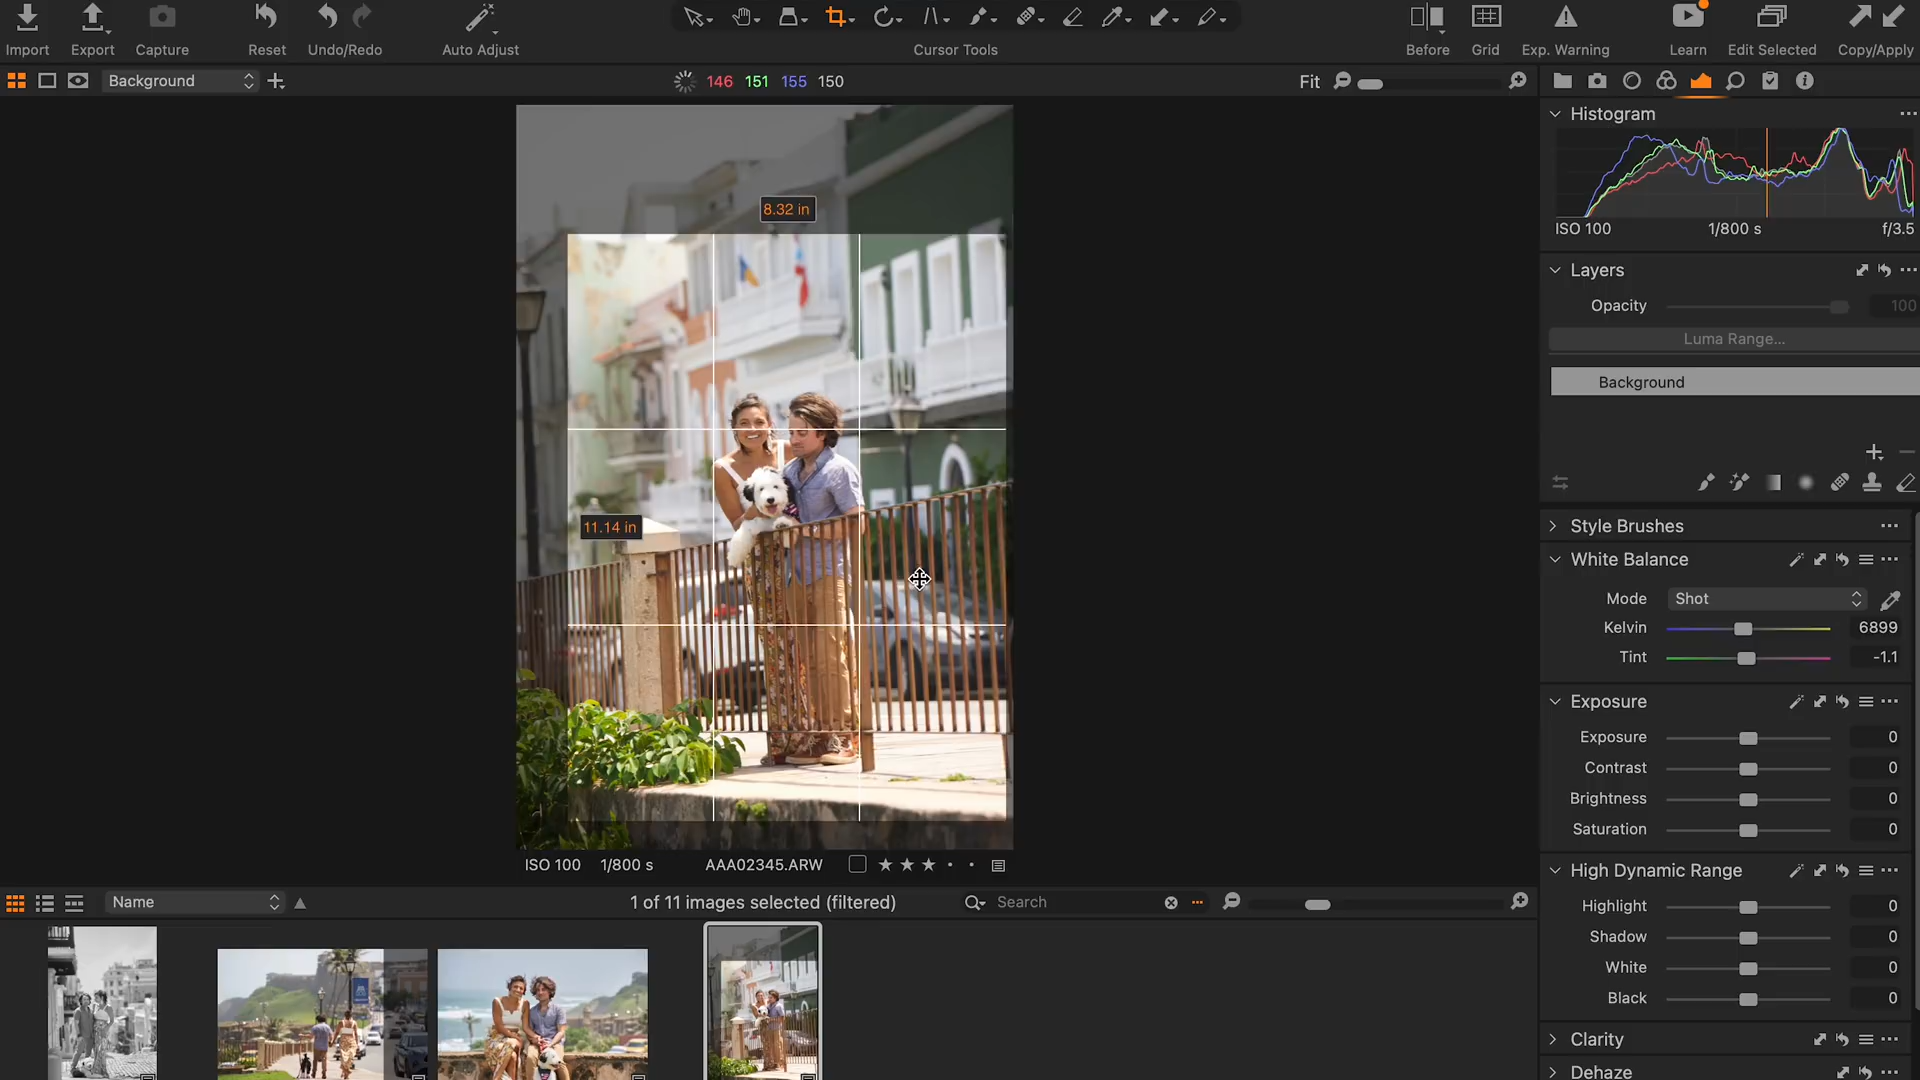 Import
Export
Capture
Reset
Undo/Redo
Auto Adjust
Cursor Tools
Before
Grid
Exp. Warning
Learn
Edit Selected
Copy/Apply
Background
146 151 155 150
Fit
8.32 in
11.14 in
ISO 100 1/800 s AAA02345.ARW
Name
1 of 11 images selected (filtered)
Search
Histogram
ISO 100 1/800 s f/3.5
Layers
Opacity 100
Luma Range...
Background
Style Brushes
White Balance
Mode Shot
Kelvin 6899
Tint -1.1
Exposure
Exposure 0
Contrast 0
Brightness 0
Saturation 0
High Dynamic Range
Highlight 0
Shadow 0
White 0
Black 0
Clarity
Dehaze